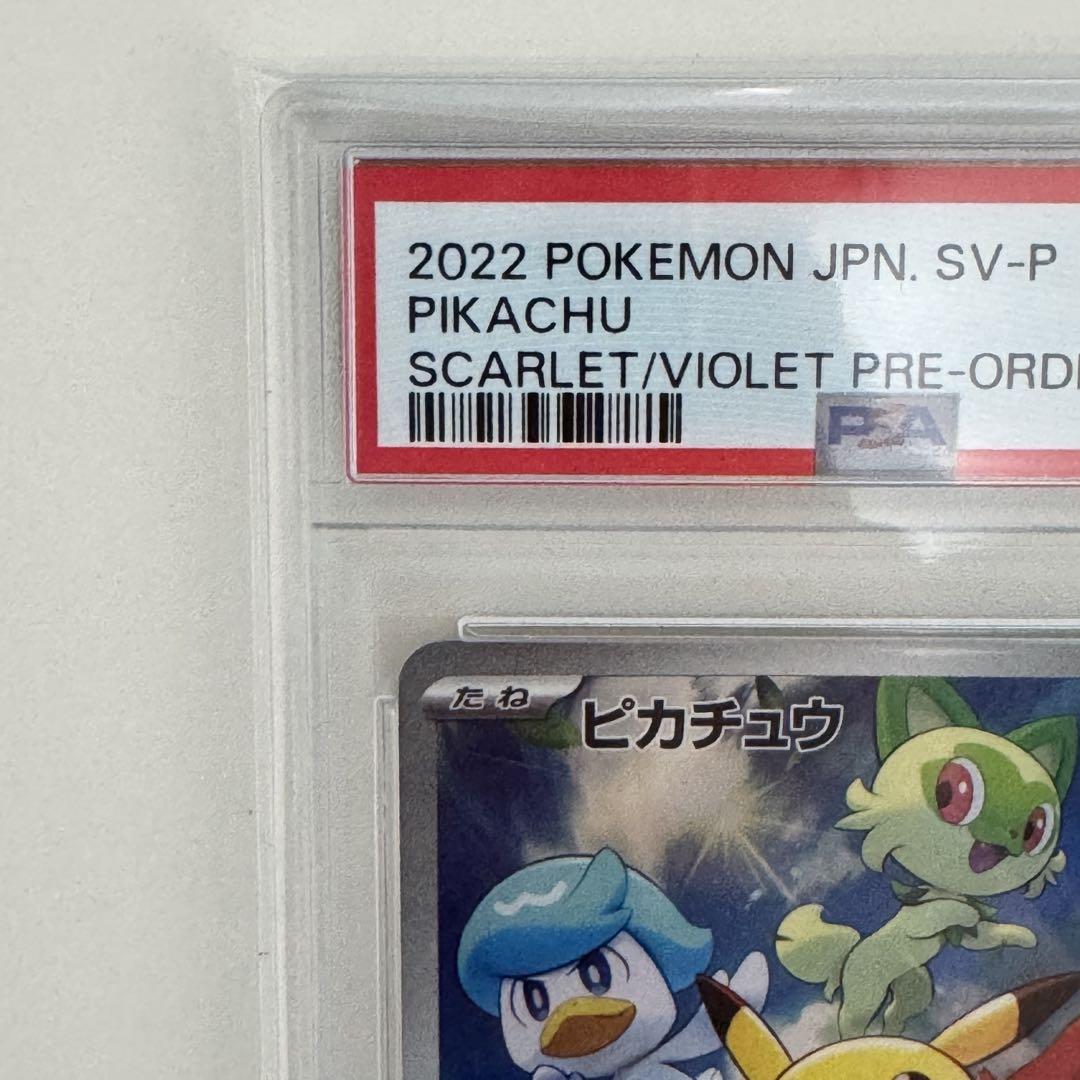 2022 POKEMON JPN. SV-P
PIKACHU
SCARLET/VIOLET PRE-ORD
PSA
たね
ピカチュウ